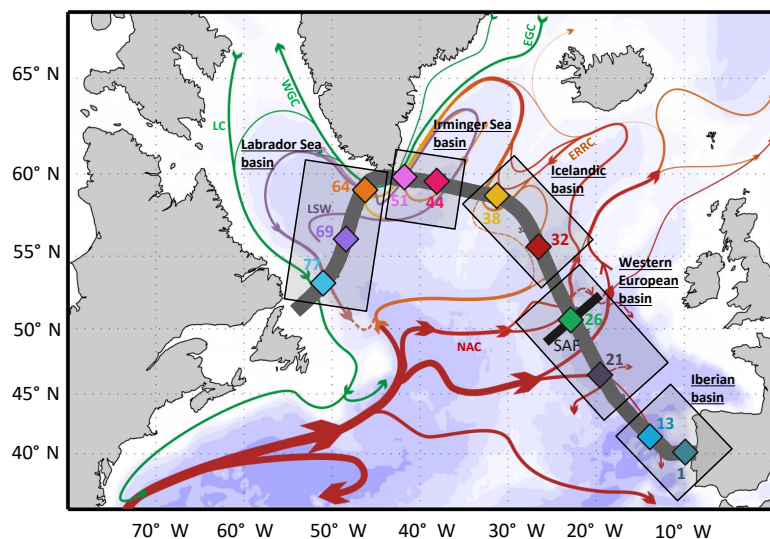 65° N
60° N
55° N
50° N
45° N
40° N
70° W
60° W
50° W
40° W
30° W
20° W
10° W
EGC
WGC
LC
Labrador Sea
basin
Irminger Sea
basin
ERRC
Icelandic
basin
64
51
44
38
LSW
69
32
77
Western
European
basin
26
SAF
NAC
21
Iberian
basin
13
1